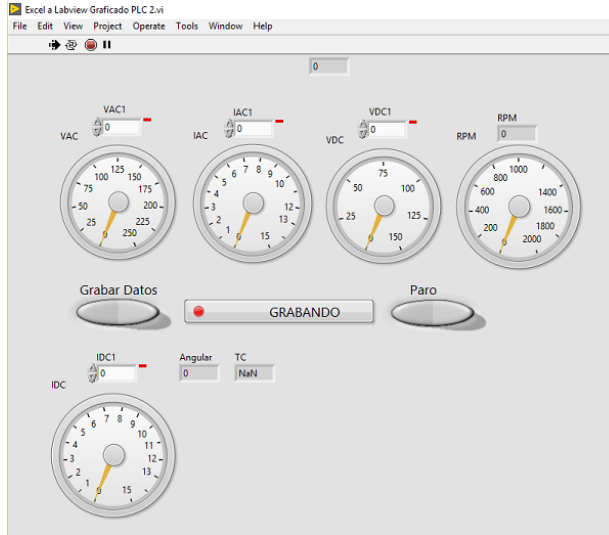 Excel a Labview Graficado PLC 2.vi
File Edit View Project Operate Tools Window Help
0
VAC1 IAC1 VDC1 RPM
0 0 0 0
VAC IAC VDC RPM
0 25 50 75 100 125 150 175 200 225 250
0 1 2 3 4 5 6 7 8 9 10 12 13 15
0 25 50 75 100 125 150
0 200 400 600 800 1000 1400 1600 1800 2000
Grabar Datos GRABANDO Paro
IDC1 Angular TC
0 0 NaN
IDC
0 1 2 3 4 5 6 7 8 9 10 11 12 13 15